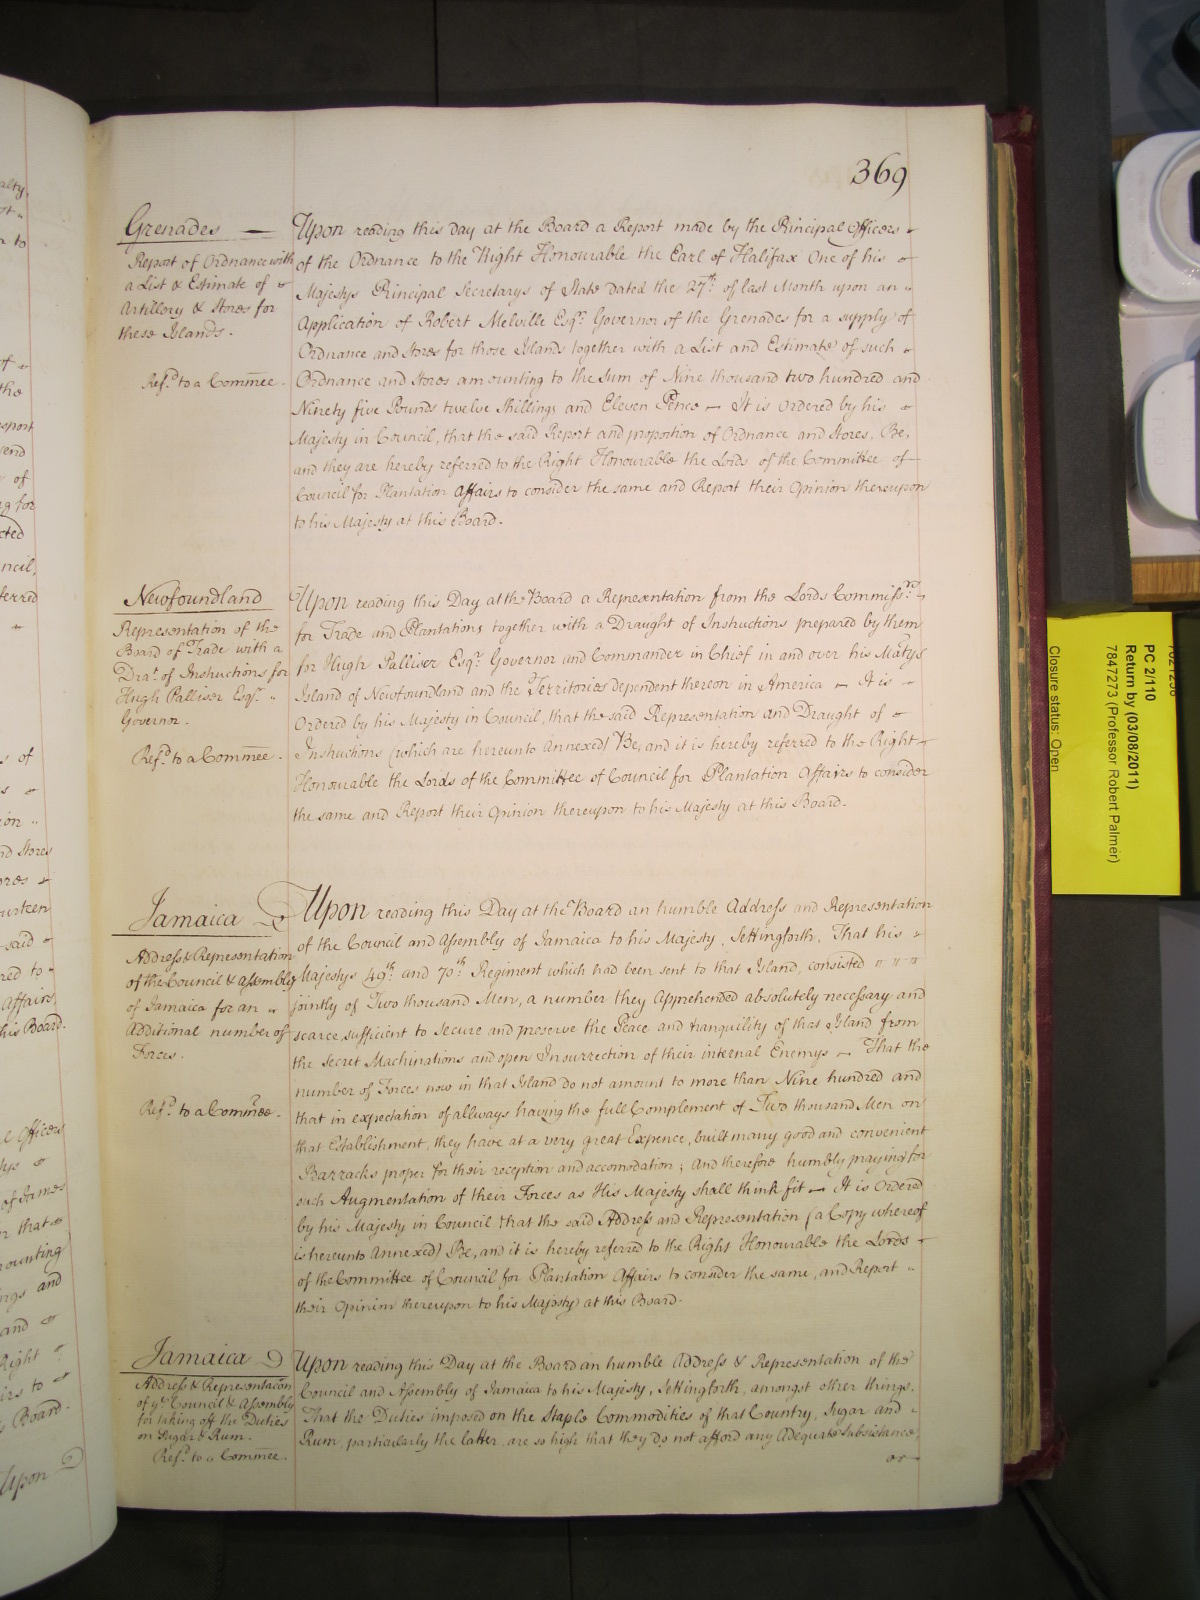 369
Grenades
Report of Ordnance with
a List & Estimate of
Artillery & Stores for
these Islands.
Ref.d to a Commee.
Upon reading this day at the Board a Report made by the Principal Officers
of the Ordnance to the Right Honourable the Earl of Halifax One of his
Majestys Principal Secretarys of State dated the 27th. of last Month upon an
Application of Robert Melville Esqr. Governor of the Grenades for a supply of
Ordnance and Stores for those Islands together with a List and Estimate of such
Ordnance and Stores amounting to the Sum of Nine thousand two hundred and
Ninety five Pounds twelve Shillings and Eleven Pence — It is Ordered by his
Majesty in Council, that the said Report and proportion of Ordnance and Stores, Be,
and they are hereby referred to the Right Honourable the Lords of the Committee of
Council for Plantation Affairs to consider the same and Report their Opinion thereupon
to his Majesty at this Board.
Newfoundland
Representation of the
Board of Trade with a
Drat. of Instructions for
Hugh Palliser Esqr.
Governor.
Ref.d to a Commee.
Upon reading this Day at the Board a Representation from the Lords Commissrs.
for Trade and Plantations together with a Draught of Instructions prepared by them
for Hugh Palliser Esqr. Governor and Commander in Chief in and over his Matys
Island of Newfoundland and the Territories dependent thereon in America — It is
Ordered by his Majesty in Council, that the said Representation and Draught of
Instuctions (which are hereunto Annexed) Be, and it is hereby referred to the Right
Honourable the Lords of the Committee of Council for Plantation Affairs to consider
the same and Report their Opinion thereupon to his Majesty at this Board.
Jamaica
Address & Representation
of the Council & Assembly
of Jamaica for an
Additional number of
Forces.
Ref.d to a Commee.
Upon reading this Day at the Board an humble Address and Representation
of the Council and Assembly of Jamaica to his Majesty, Settingforth, That his
Majestys 49th. and 70th. Regiment which had been sent to that Island, consisted
jointly of Two thousand Men, a number they Apprehended absolutely necessary and
scarce sufficient to Secure and preserve the Peace and tranquility of that Island from
the Secret Machinations and open Insurrection of their internal Enemys — That the
number of Forces now in that Island do not amount to more than Nine hundred and
that in expectation of allways having the full Complement of Two thousand Men on
that Establishment, they have at a very great Expence, built many good and convenient
Barracks proper for their reception and accomodation; and therefore humbly praying for
such Augmentation of their Forces as His Majesty shall think fit — It is Ordered
by his Majesty in Council that the said Address and Representation (a Copy whereof
is hereunto Annexed) Be, and it is hereby referred to the Right Honourable the Lords
of the Committee of Council for Plantation Affairs to consider the same, and Report
their Opinion thereupon to his Majesty at this Board.
Jamaica
Address & Representacon
of ye. Council & Assembly
for taking off the Duties
on Sugar & Rum.
Ref.d to a Commee.
Upon reading this Day at the Board an humble Address & Representation of the
Council and Assembly of Jamaica to his Majesty, Settingforth, amongst other things,
That the Duties imposed on the Staple Commodities of that Country, Sugar and
Rum, particularly the latter, are so high that they do not afford any Adequate Subsistance,
or
PC 2/110
Return by (03/08/2011)
7847273 (Professor Robert Palmer)
Closure status: Open